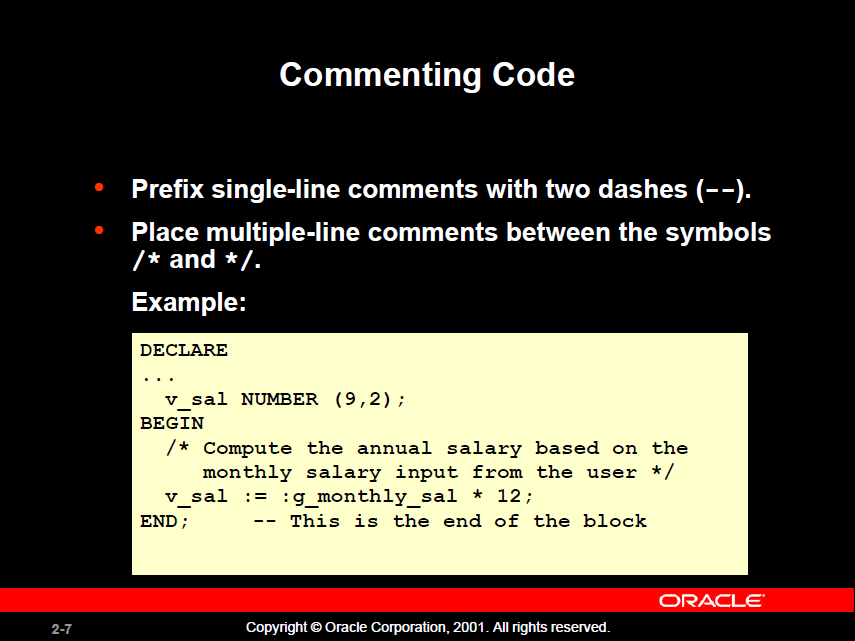 Commenting Code
• Prefix single-line comments with two dashes (--).
• Place multiple-line comments between the symbols
/* and */.
Example:
DECLARE
...
  v_sal NUMBER (9,2);
BEGIN
  /* Compute the annual salary based on the
     monthly salary input from the user */
  v_sal := :g_monthly_sal * 12;
END;     -- This is the end of the block
ORACLE®
2-7
Copyright © Oracle Corporation, 2001. All rights reserved.